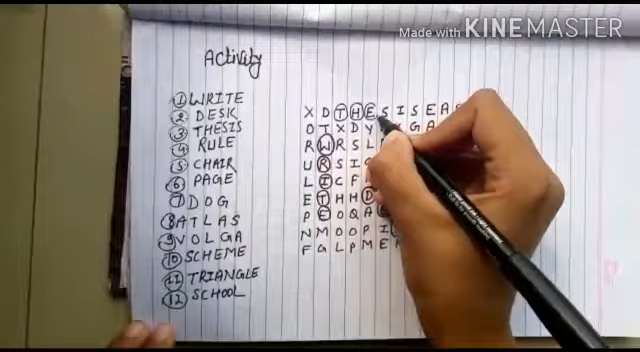 Made with KINEMASTER
Activity
1 WRITE
2 DESK
3 THESIS
4 RULE
5 CHAIR
6 PAGE
7 DOG
8 ATLAS
9 VOLGA
10 SCHEME
11 TRIANGLE
12 SCHOOL
X D T H E S I S E A
O T X D Y G A
R W R S L
U R S I
L I C F
E T H H D
P E O Q A
N M O O P I
F G L P M E